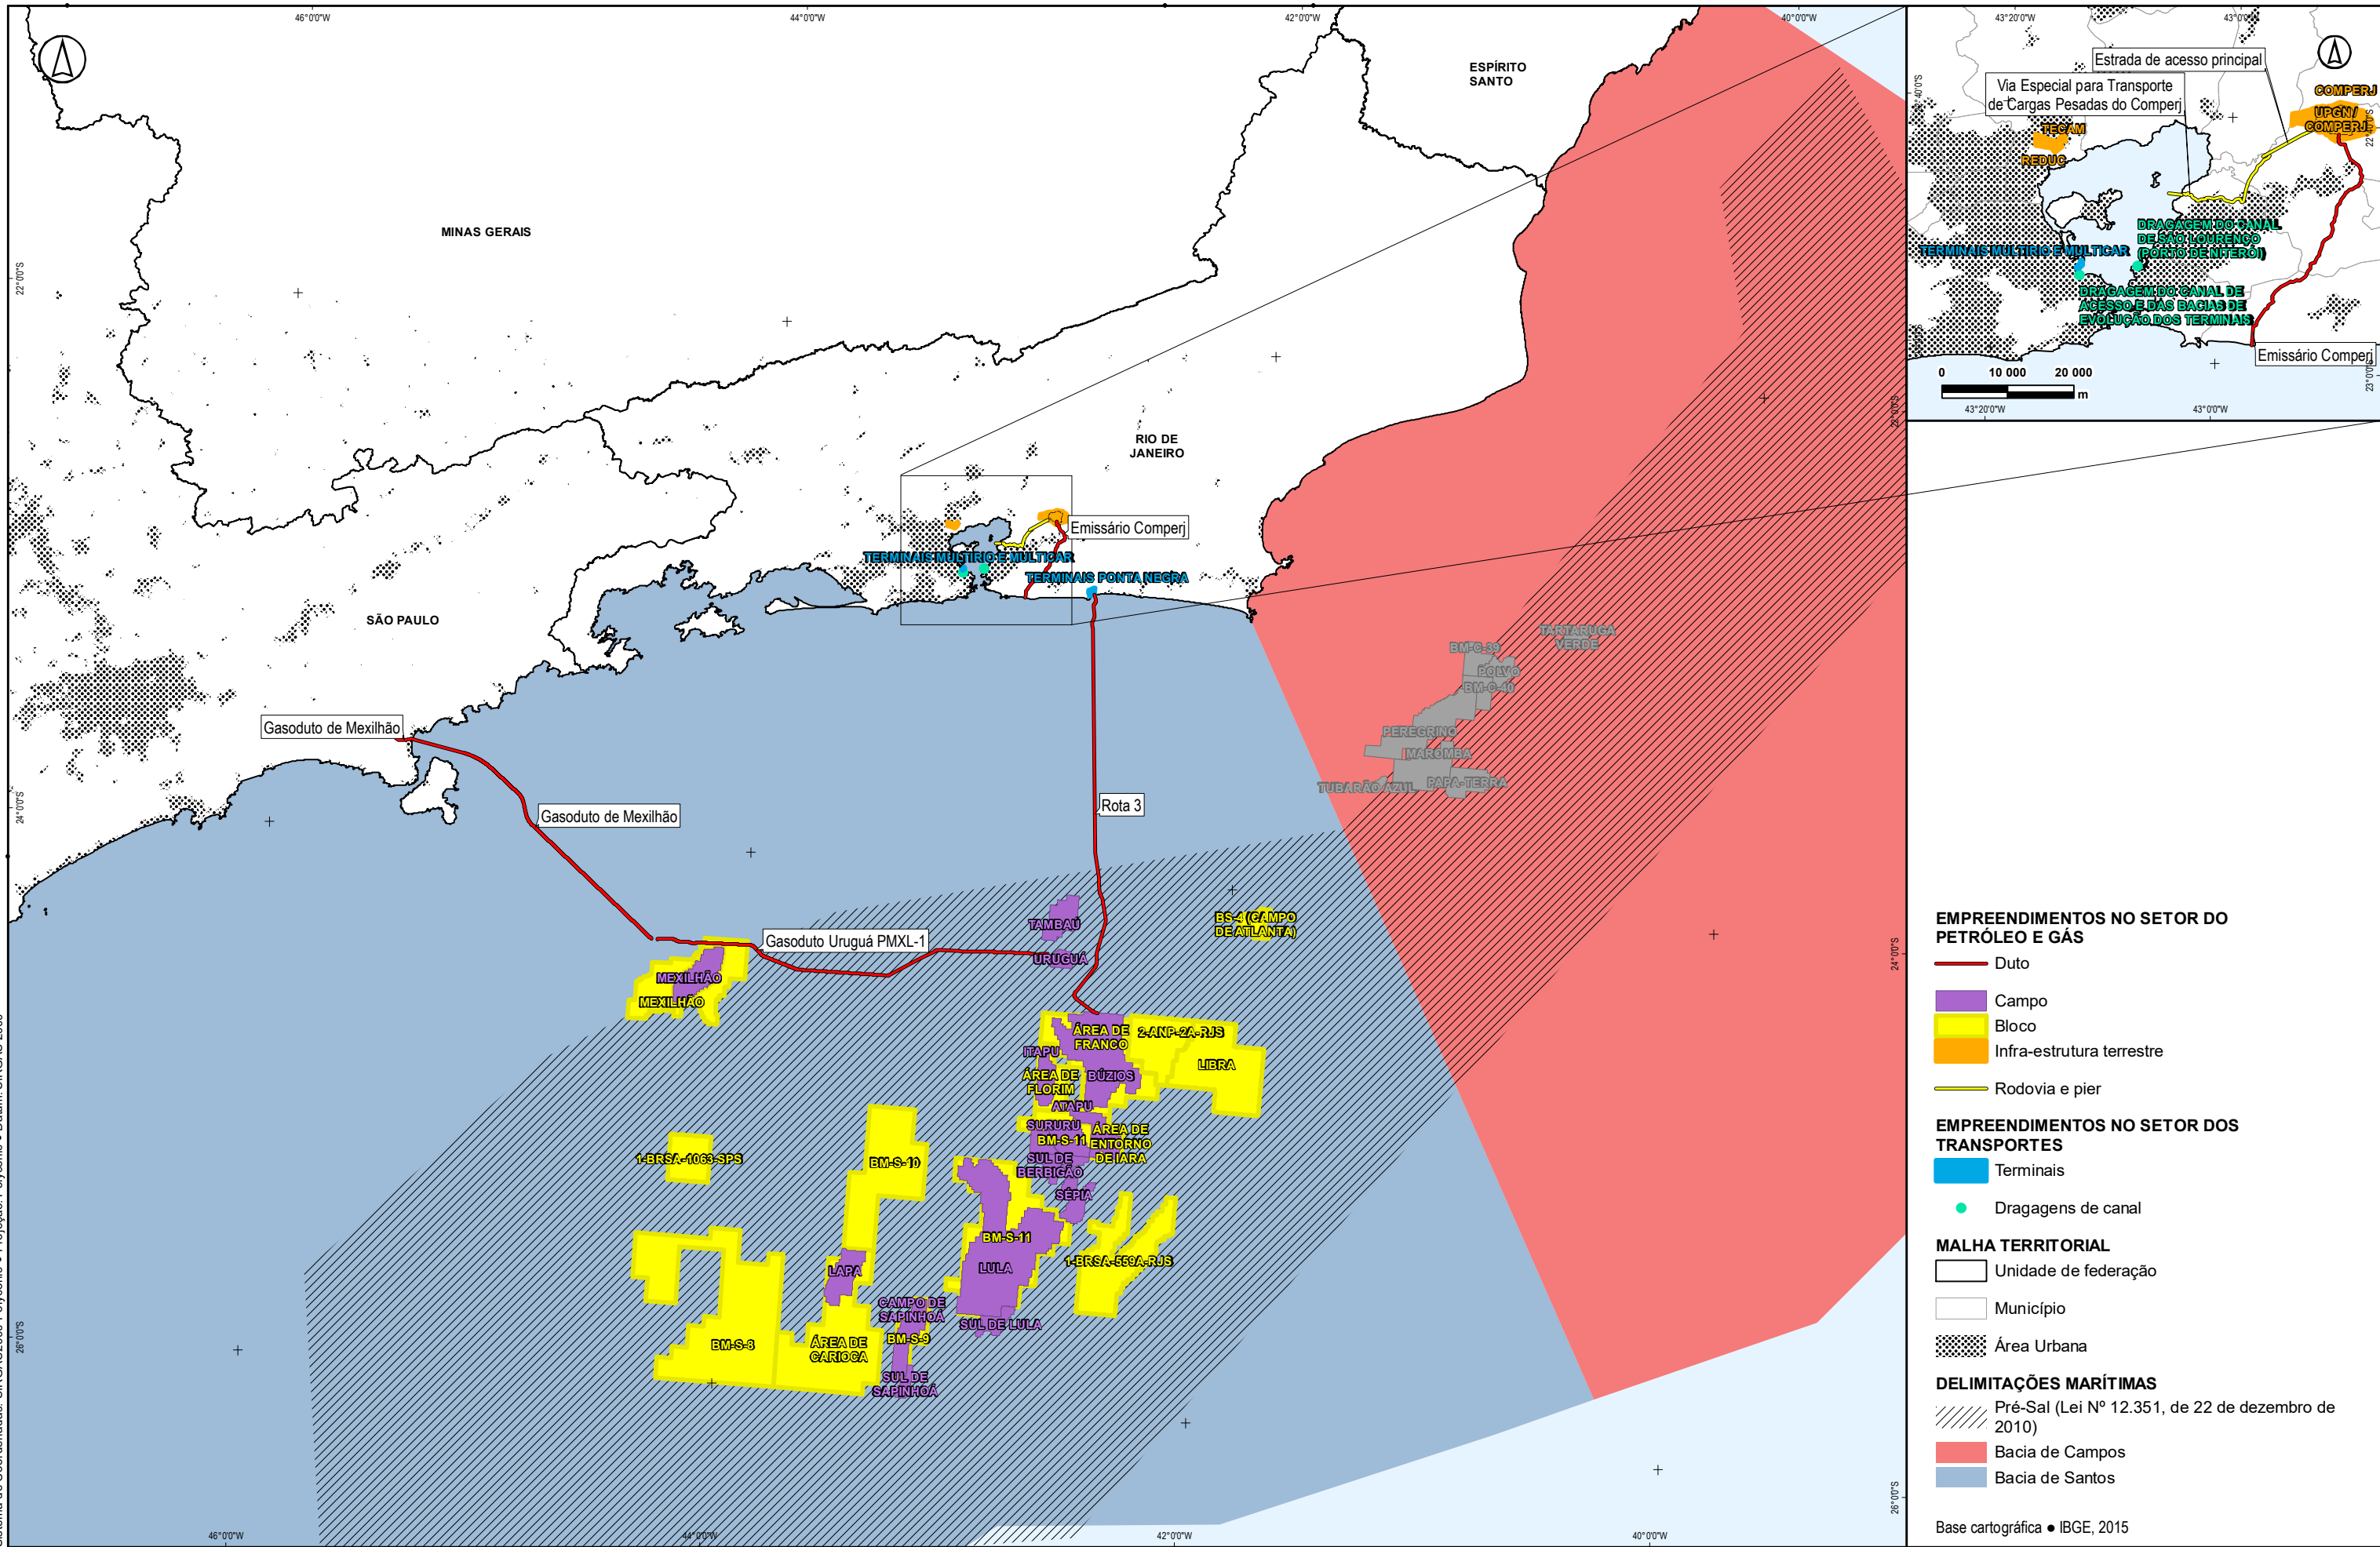 46°0'0"W
44°0'0"W
42°0'0"W
40°0'0"W
43°20'0"W
43°0'0"W
ESPÍRITO
SANTO
MINAS GERAIS
RIO DE
JANEIRO
SÃO PAULO
22°0'0"S
24°0'0"S
26°0'0"S
Emissário Comperj
TERMINAIS MULTIRIO E MULTICAR
TERMINAIS PONTA NEGRA
Gasoduto de Mexilhão
Gasoduto de Mexilhão
Rota 3
Gasoduto Uruguá PMXL-1
TARTARUGA
VERDE
BM-C-39
POLVO
BM-C-40
PEREGRINO
MAROMBA
TUBARÃO AZUL
PAPA-TERRA
TAMBAÚ
URUGUÁ
BS-4 (CAMPO
DE ATLANTA)
MEXILHÃO
MEXILHÃO
ÁREA DE
FRANCO
2-ANP-2A-RJS
LIBRA
ITAPU
ÁREA DE
FLORIM
BÚZIOS
ATAPU
SURURÚ
BM-S-11
ÁREA DE
ENTORNO
DE IARA
SUL DE
BERBIGÃO
SÉPIA
1-BRSA-1063-SPS
BM-S-10
BM-S-11
LULA
1-BRSA-559A-RJS
LAPA
CAMPO DE
SAPINHOÁ
SUL DE LULA
BM-S-9
BM-S-8
ÁREA DE
CARIOCA
SUL DE
SAPINHOÁ
46°0'0"W
44°0'0"W
42°0'0"W
40°0'0"W
22°0'0"S
24°0'0"S
26°0'0"S
Estrada de acesso principal
Via Especial para Transporte
de Cargas Pesadas do Comperj
COMPERJ
UPGN/
COMPERJ
TECAM
REDUC
DRAGAGEM DO CANAL
DE SÃO LOURENÇO
(PORTO DE NITERÓI)
TERMINAIS MULTIRIO E MULTICAR
DRAGAGEM DO CANAL DE
ACESSO E DAS BACIAS DE
EVOLUÇÃO DOS TERMINAIS
Emissário Comperj
0 10 000 20 000
m
43°20'0"W
43°0'0"W
23°0'0"S
EMPREENDIMENTOS NO SETOR DO
PETRÓLEO E GÁS
Duto
Campo
Bloco
Infra-estrutura terrestre
Rodovia e pier
EMPREENDIMENTOS NO SETOR DOS
TRANSPORTES
Terminais
Dragagens de canal
MALHA TERRITORIAL
Unidade de federação
Município
Área Urbana
DELIMITAÇÕES MARÍTIMAS
Pré-Sal (Lei Nº 12.351, de 22 de dezembro de
2010)
Bacia de Campos
Bacia de Santos
Base cartográfica ● IBGE, 2015